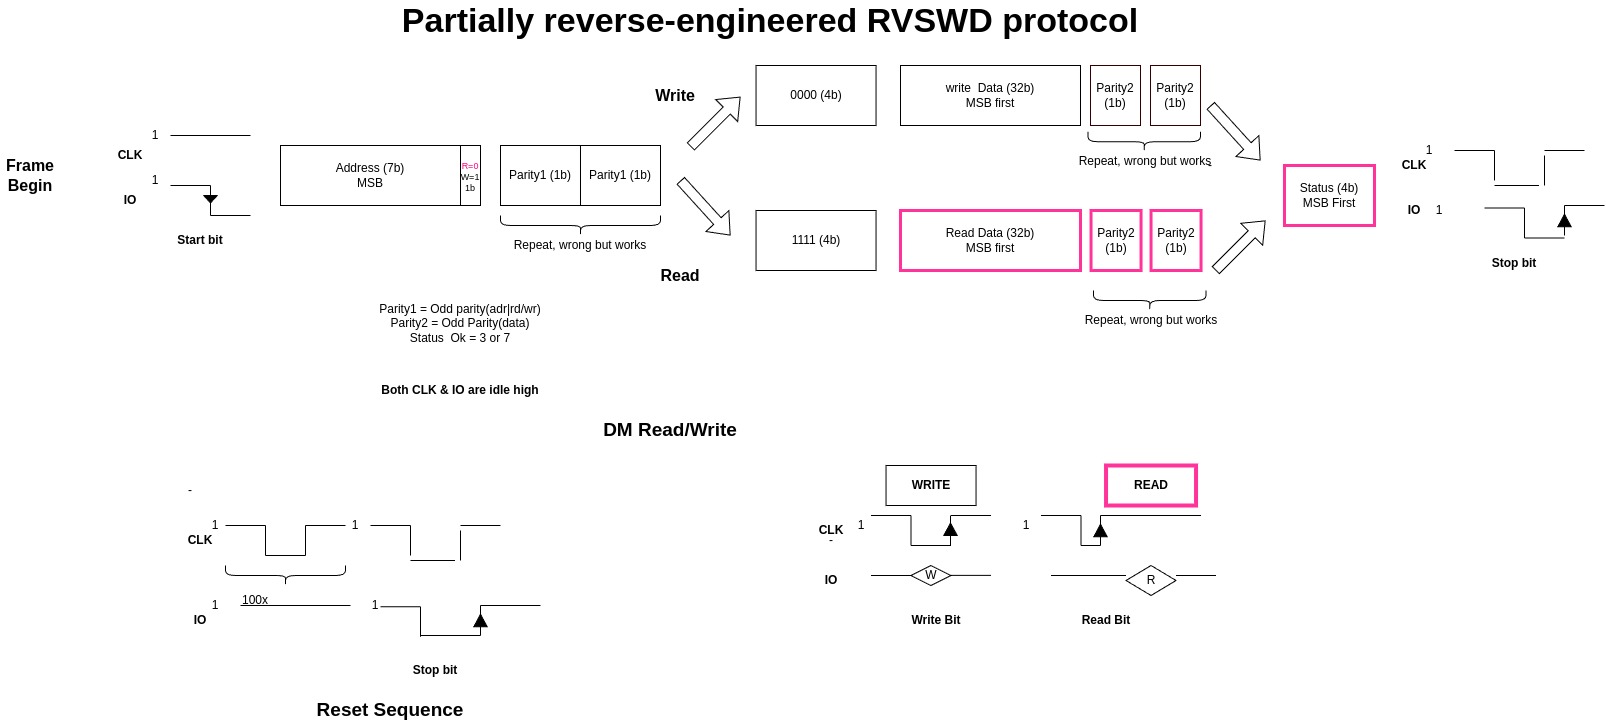 Partially reverse-engineered RVSWD protocol
Frame
Begin
1
CLK
1
IO
Start bit
Address (7b)
MSB
R=0
W=1
1b
Parity1 (1b)
Parity1 (1b)
Repeat, wrong but works
Write
0000 (4b)
write  Data (32b)
MSB first
Parity2
(1b)
Parity2
(1b)
Repeat, wrong but works
Read
1111 (4b)
Read Data (32b)
MSB first
Parity2
(1b)
Parity2
(1b)
Repeat, wrong but works
Status (4b)
MSB First
1
CLK
IO
1
Stop bit
Parity1 = Odd parity(adr|rd/wr)
Parity2 = Odd Parity(data)
Status  Ok = 3 or 7
Both CLK & IO are idle high
DM Read/Write
-
1
CLK
1
100x
1
IO
1
Stop bit
Reset Sequence
WRITE
READ
CLK
1
1
-
IO
W
R
Write Bit
Read Bit